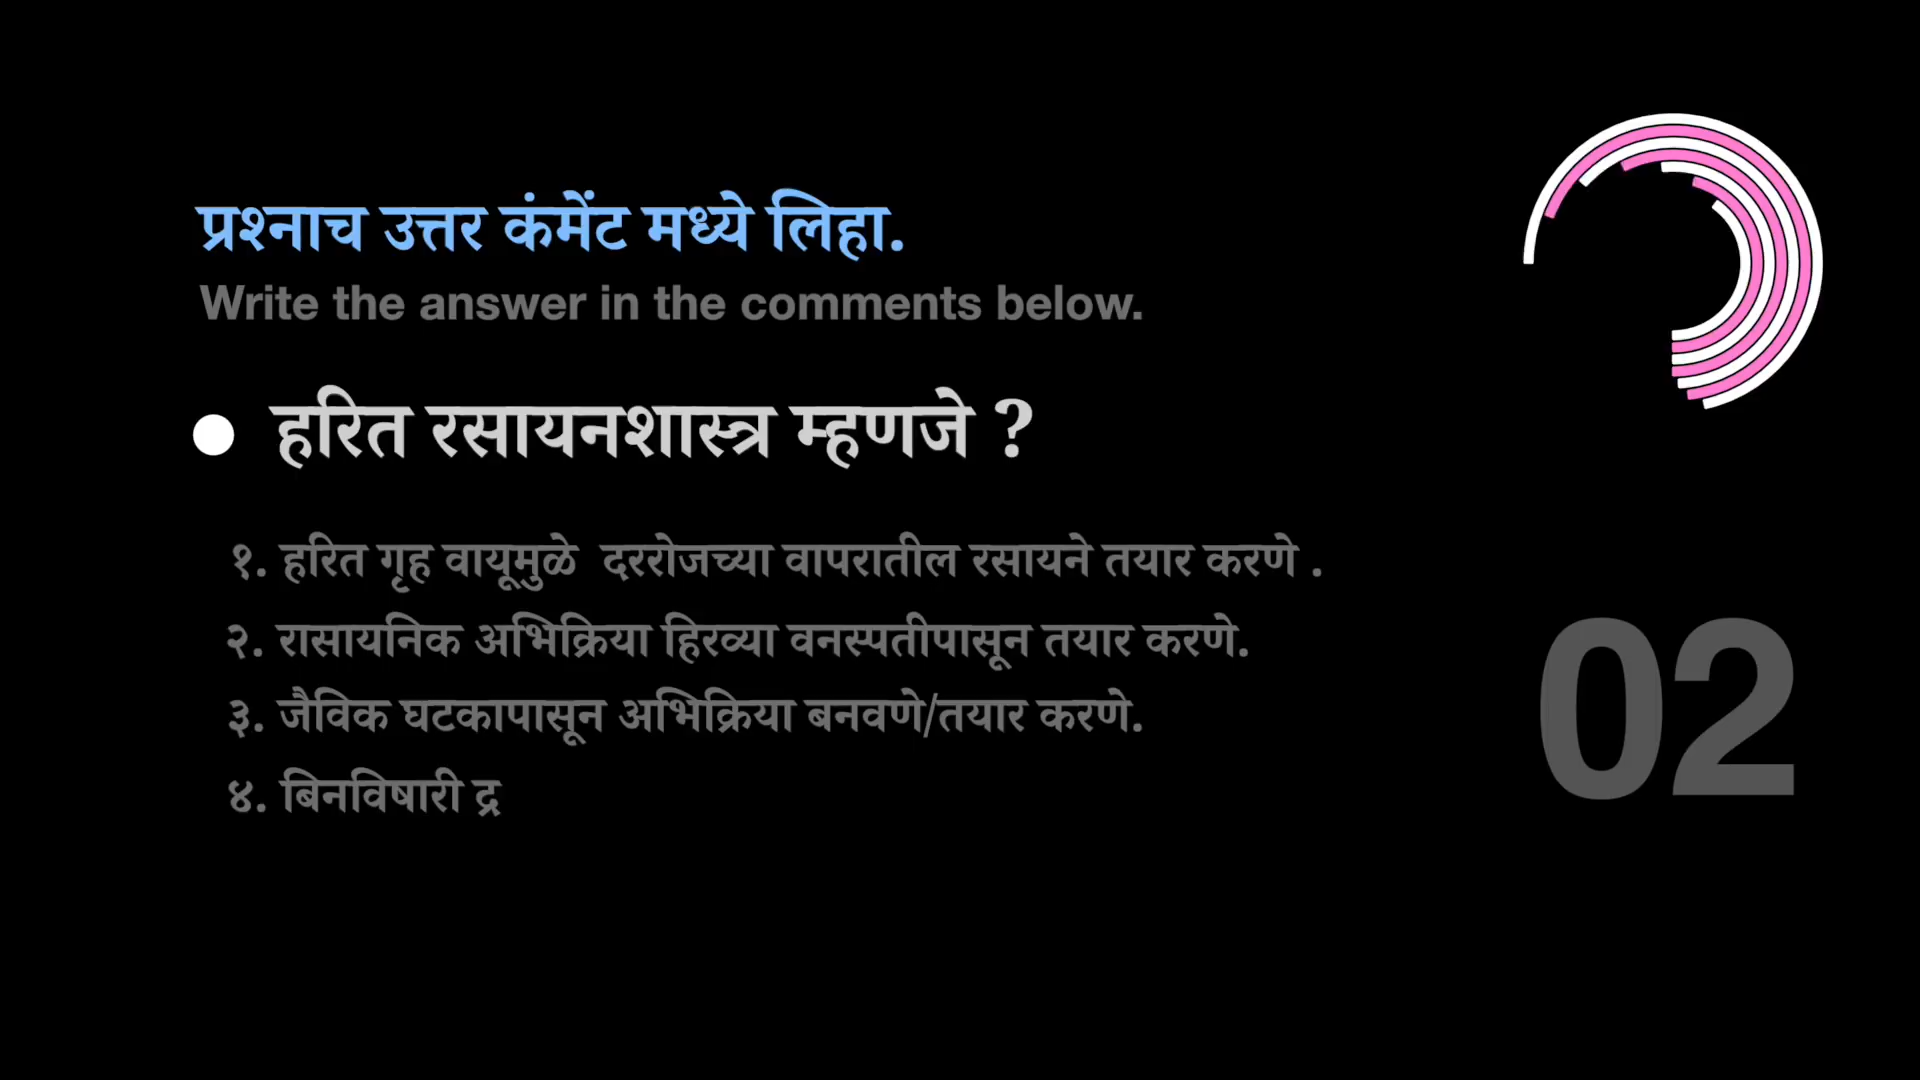 प्रश्नाच उत्तर कंमेंट मध्ये लिहा.
Write the answer in the comments below.
● हरित रसायनशास्त्र म्हणजे ?
१. हरित गृह वायूमुळे दररोजच्या वापरातील रसायने तयार करणे .
२. रासायनिक अभिक्रिया हिरव्या वनस्पतीपासून तयार करणे.
३. जैविक घटकापासून अभिक्रिया बनवणे/तयार करणे.
४. बिनविषारी द्र
02